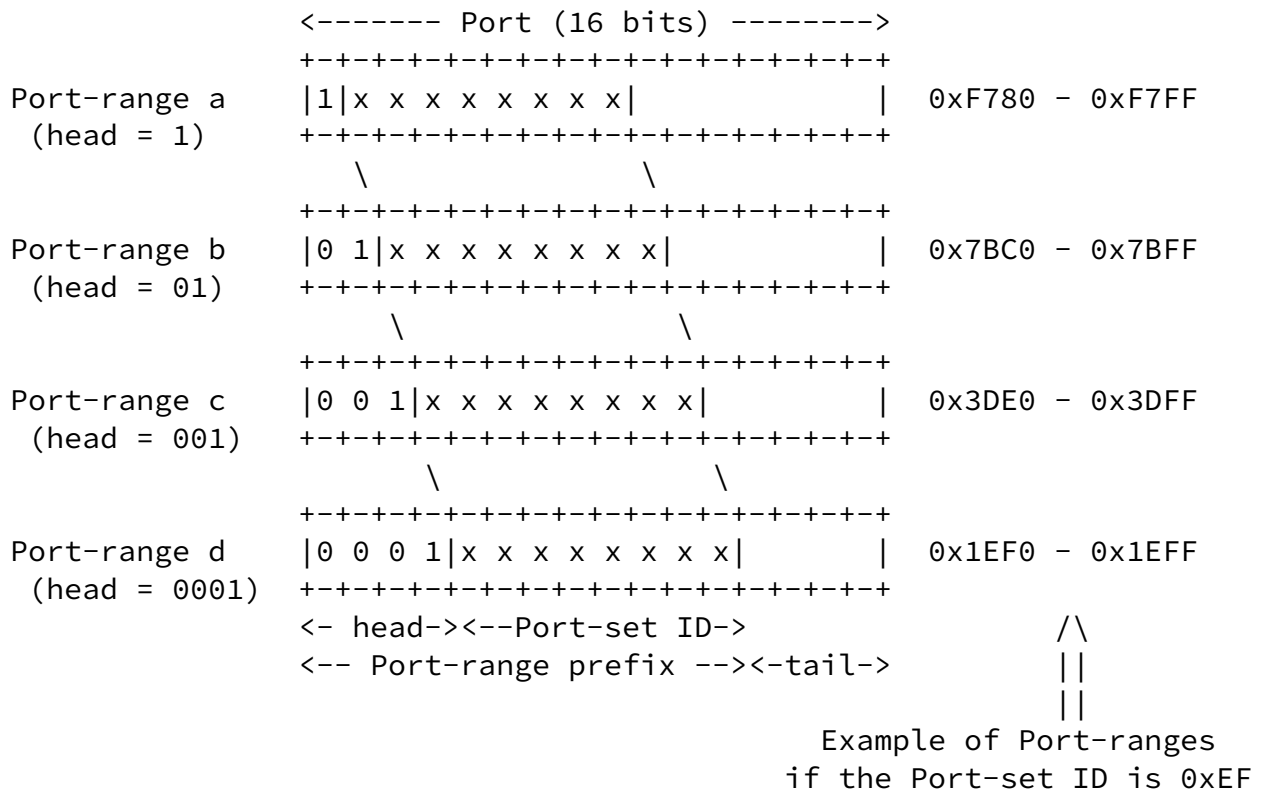 <------- Port (16 bits) -------->
                    +-+-+-+-+-+-+-+-+-+-+-+-+-+-+-+-+
Port-range a        |1|x x x x x x x x|             |  0xF780 - 0xF7FF
 (head = 1)         +-+-+-+-+-+-+-+-+-+-+-+-+-+-+-+-+
                       \               \
                    +-+-+-+-+-+-+-+-+-+-+-+-+-+-+-+-+
Port-range b        |0 1|x x x x x x x x|           |  0x7BC0 - 0x7BFF
 (head = 01)        +-+-+-+-+-+-+-+-+-+-+-+-+-+-+-+-+
                         \               \
                    +-+-+-+-+-+-+-+-+-+-+-+-+-+-+-+-+
Port-range c        |0 0 1|x x x x x x x x|         |  0x3DE0 - 0x3DFF
 (head = 001)       +-+-+-+-+-+-+-+-+-+-+-+-+-+-+-+-+
                           \               \
                    +-+-+-+-+-+-+-+-+-+-+-+-+-+-+-+-+
Port-range d        |0 0 0 1|x x x x x x x x|       |  0x1EF0 - 0x1EFF
 (head = 0001)      +-+-+-+-+-+-+-+-+-+-+-+-+-+-+-+-+
                    <- head-><--Port-set ID->                 /\
                    <-- Port-range prefix --><-tail->         ||
                                                              ||
                                                 Example of Port-ranges
                                               if the Port-set ID is 0xEF